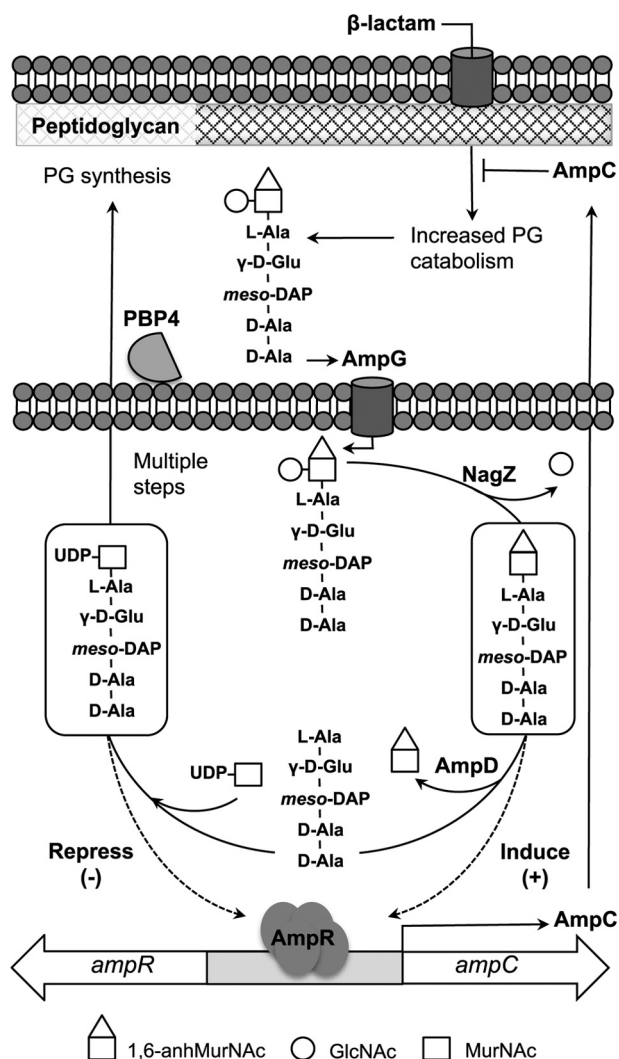 β-lactam
Peptidoglycan
PG synthesis
AmpC
Increased PG
catabolism
L-Ala
γ-D-Glu
meso-DAP
D-Ala
D-Ala
PBP4
AmpG
Multiple
steps
NagZ
L-Ala
γ-D-Glu
meso-DAP
D-Ala
D-Ala
UDP
L-Ala
γ-D-Glu
meso-DAP
D-Ala
D-Ala
L-Ala
γ-D-Glu
meso-DAP
D-Ala
D-Ala
L-Ala
γ-D-Glu
meso-DAP
D-Ala
D-Ala
UDP
AmpD
Repress
(-)
Induce
(+)
AmpR
AmpC
ampR
ampC
1,6-anhMurNAc
GlcNAc
MurNAc